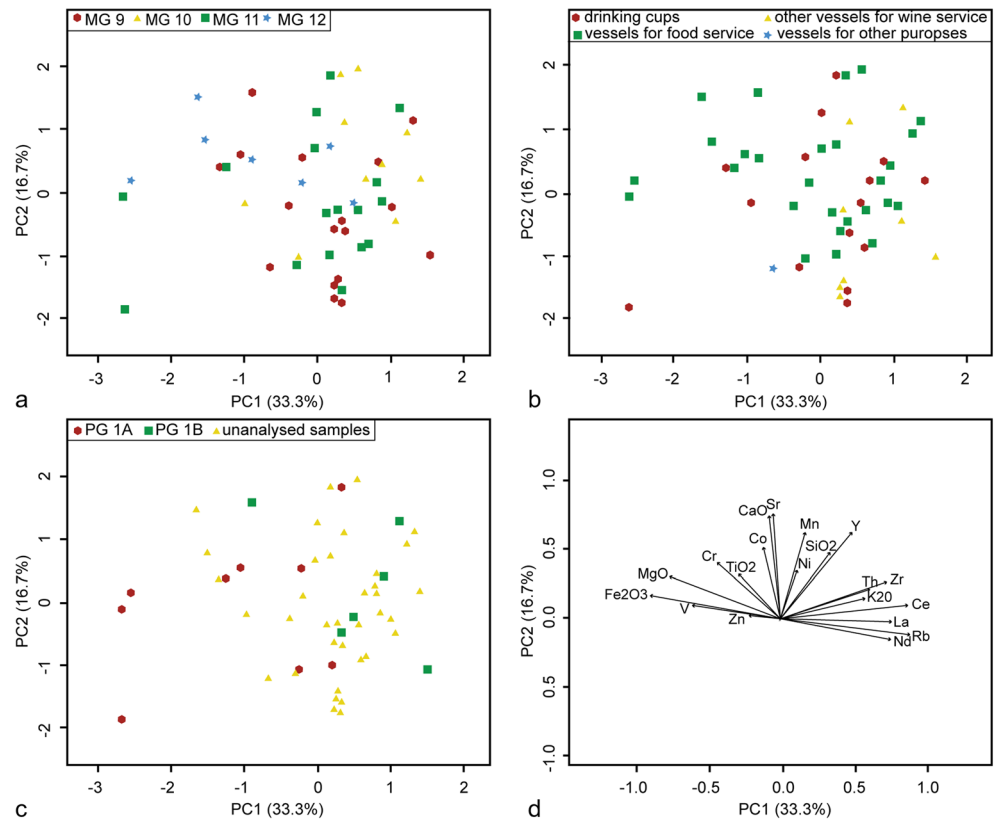 MG 9 MG 10 MG 11 MG 12
2
1
0
-1
-2
PC2 (16.7%)
-3 -2 -1 0 1 2
PC1 (33.3%)
a
drinking cups other vessels for wine service
vessels for food service vessels for other puropses
2
1
0
-1
-2
PC2 (16.7%)
-3 -2 -1 0 1 2
PC1 (33.3%)
b
PG 1A PG 1B unanalysed samples
2
1
0
-1
-2
PC2 (16.7%)
-3 -2 -1 0 1 2
PC1 (33.3%)
c
1.0
0.5
0.0
0.5
-1.0
PC2 (16.7%)
CaO Sr
Mn Y
Co SiO2
Cr Ni
TiO2
MgO Th Zr
Fe2O3 K20
V Ce
Zn La
Rb
Nd
-1.0 -0.5 0.0 0.5 1.0
PC1 (33.3%)
d